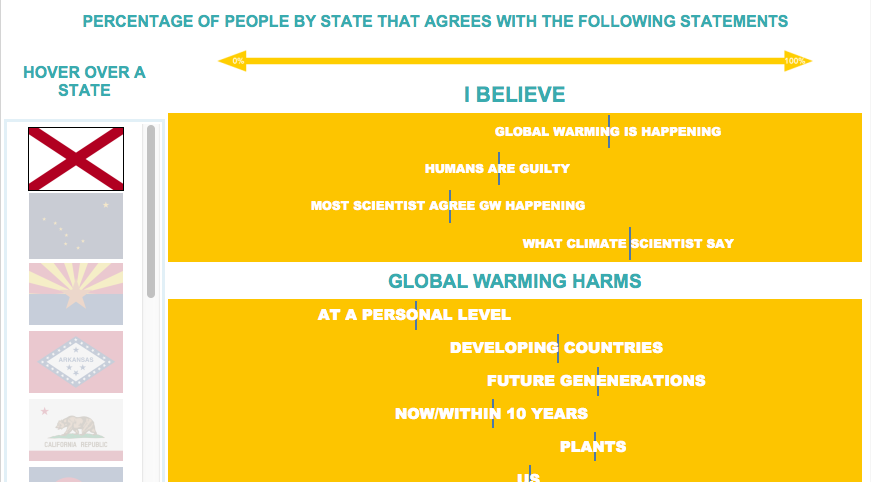 PERCENTAGE OF PEOPLE BY STATE THAT AGREES WITH THE FOLLOWING STATEMENTS
0%
100%
HOVER OVER A
STATE
I BELIEVE
GLOBAL WARMING IS HAPPENING
HUMANS ARE GUILTY
MOST SCIENTIST AGREE GW HAPPENING
WHAT CLIMATE SCIENTIST SAY
GLOBAL WARMING HARMS
AT A PERSONAL LEVEL
DEVELOPING COUNTRIES
FUTURE GENENERATIONS
NOW/WITHIN 10 YEARS
PLANTS
US
ARKANSAS
CALIFORNIA REPUBLIC